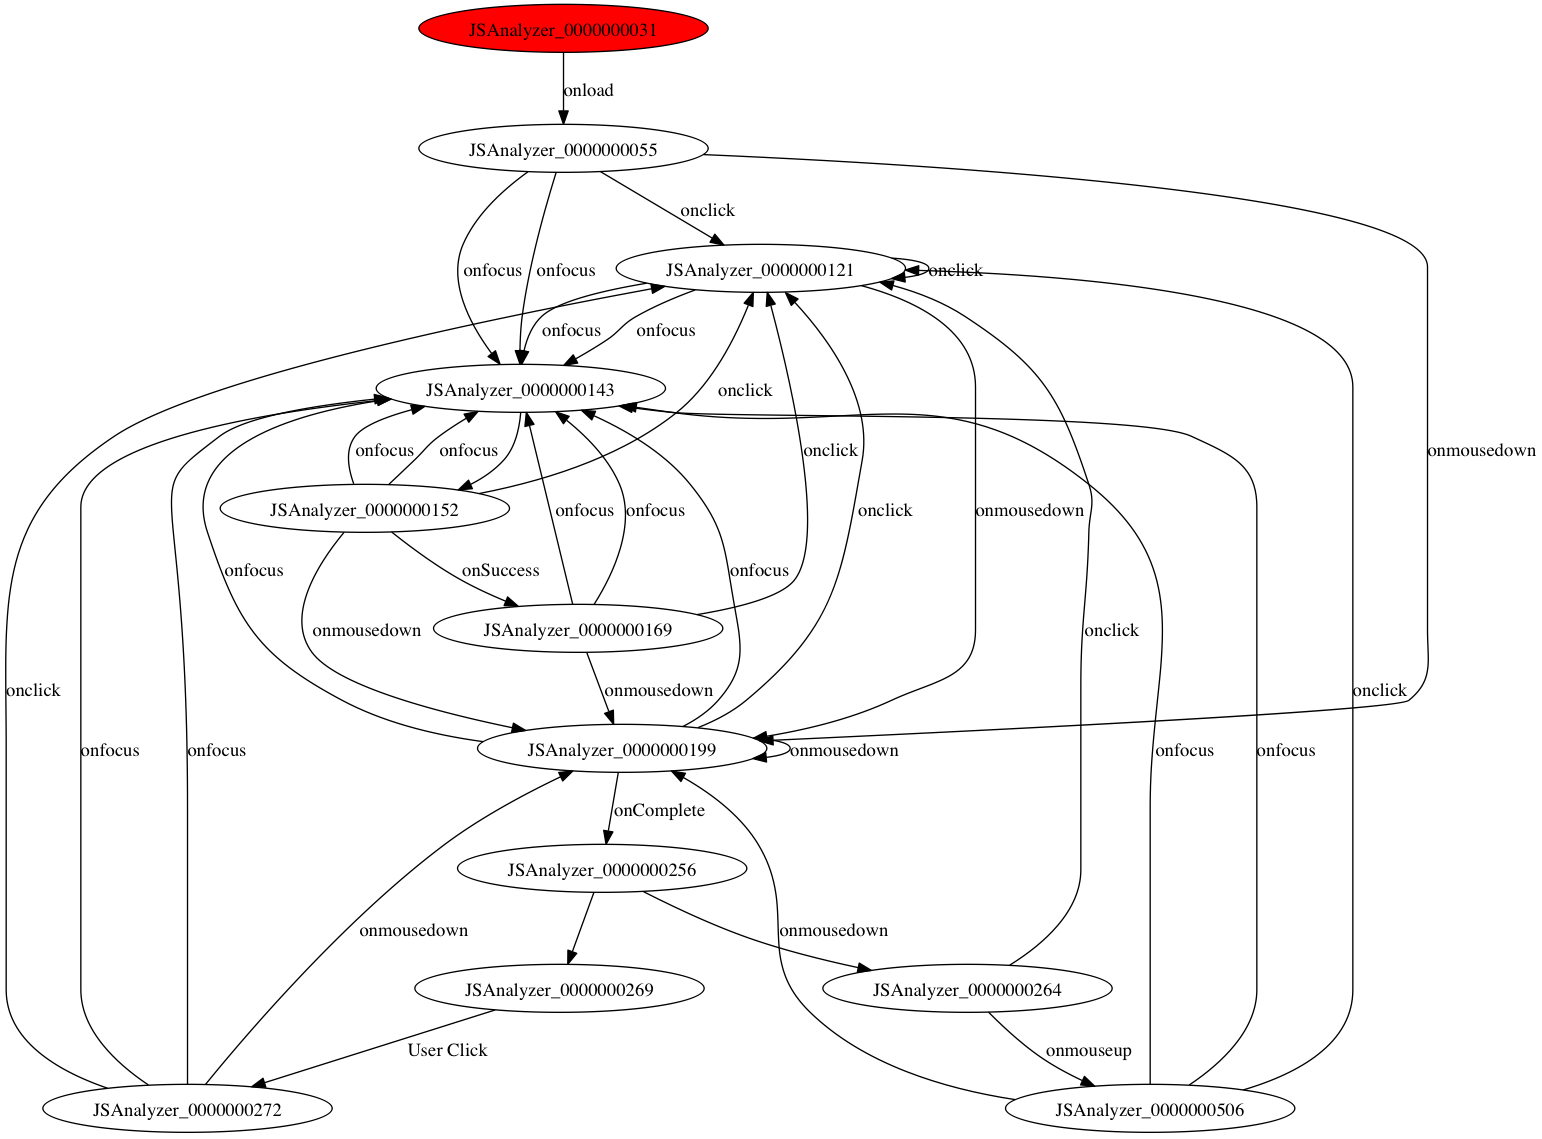 JSAnalyzer_0000000031
onload
JSAnalyzer_0000000055
onclick
onfocus
onfocus
JSAnalyzer_0000000121
onclick
onfocus
onfocus
JSAnalyzer_0000000143
onclick
onfocus
onfocus
onclick
onmousedown
JSAnalyzer_0000000152
onfocus
onfocus
onclick
onmousedown
onfocus
onSuccess
onfocus
onmousedown
JSAnalyzer_0000000169
onclick
onclick
onmousedown
onclick
onfocus
onfocus
JSAnalyzer_0000000199
onmousedown
onfocus
onfocus
onComplete
JSAnalyzer_0000000256
onmousedown
onmousedown
JSAnalyzer_0000000269
JSAnalyzer_0000000264
User Click
onmouseup
JSAnalyzer_0000000272
JSAnalyzer_0000000506